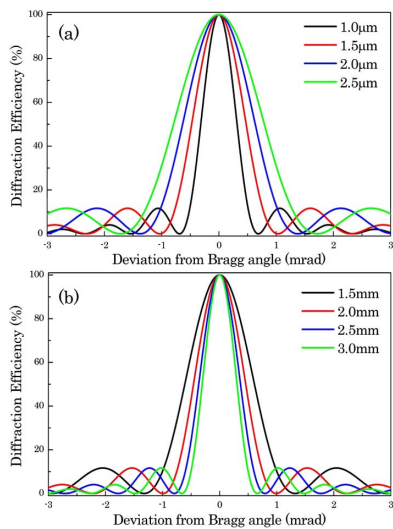 (a)
1.0μm
1.5μm
2.0μm
2.5μm
Diffraction Efficiency (%)
100
80
60
40
20
0
-3 -2 -1 0 1 2 3
Deviation from Bragg angle (mrad)
(b)
1.5mm
2.0mm
2.5mm
3.0mm
Diffraction Efficiency (%)
100
80
60
40
20
0
-3 -2 -1 0 1 2 3
Deviation from Bragg angle (mrad)